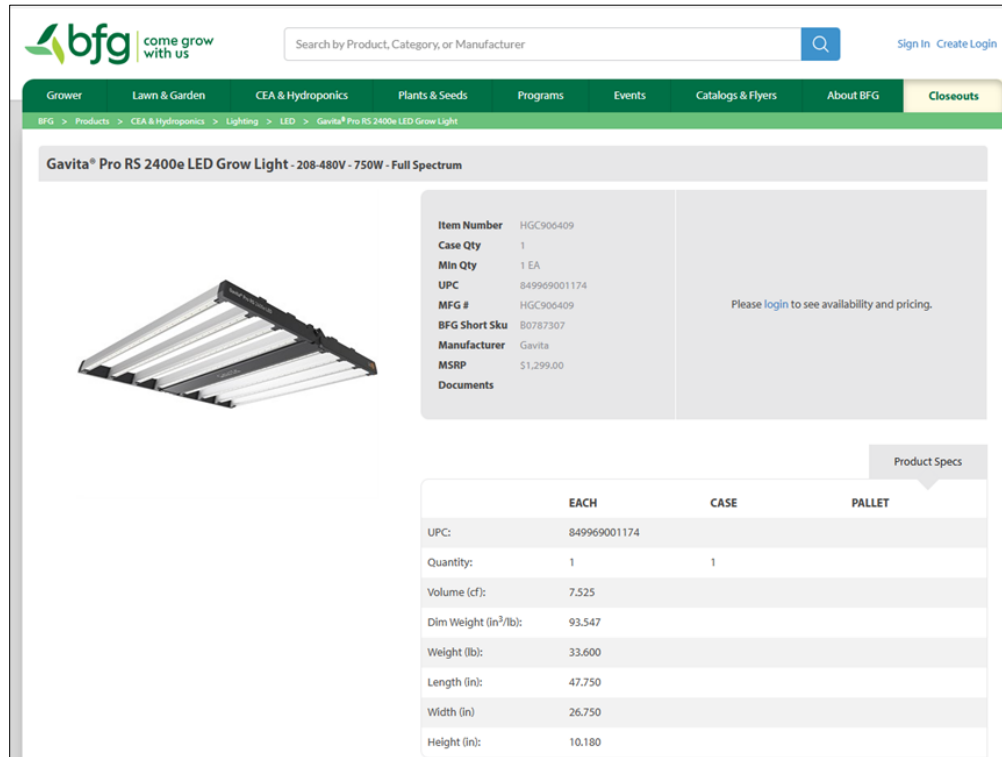 bfg come grow with us
Search by Product, Category, or Manufacturer
Sign In Create Login
Grower Lawn & Garden CEA & Hydroponics Plants & Seeds Programs Events Catalogs & Flyers About BFG Closeouts
BFG > Products > CEA & Hydroponics > Lighting > LED > Gavita® Pro RS 2400e LED Grow Light
Gavita® Pro RS 2400e LED Grow Light - 208-480V - 750W - Full Spectrum
Item Number HGC906409
Case Qty 1
Min Qty 1 EA
UPC 849969001174
MFG # HGC906409
BFG Short Sku B0787307
Manufacturer Gavita
MSRP $1,299.00
Documents
Please login to see availability and pricing.
Product Specs
EACH CASE PALLET
UPC: 849969001174
Quantity: 1 1
Volume (cf): 7.525
Dim Weight (in³/lb): 93.547
Weight (lb): 33.600
Length (in): 47.750
Width (in) 26.750
Height (in): 10.180